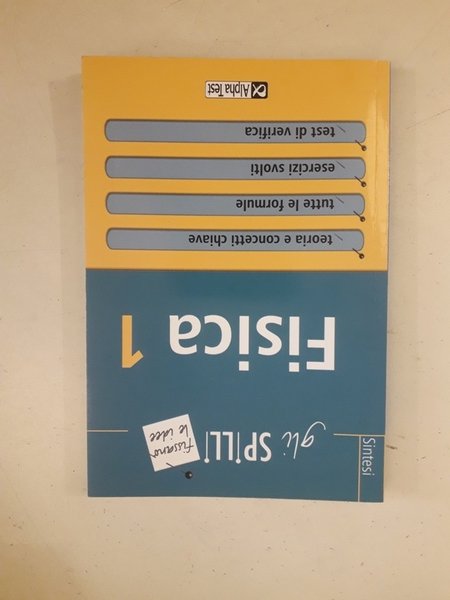 Sintesi
gli SPiLLi
fissano
le idee
Fisica 1
teoria e concetti chiave
tutte le formule
esercizi svolti
test di verifica
α Alpha Test